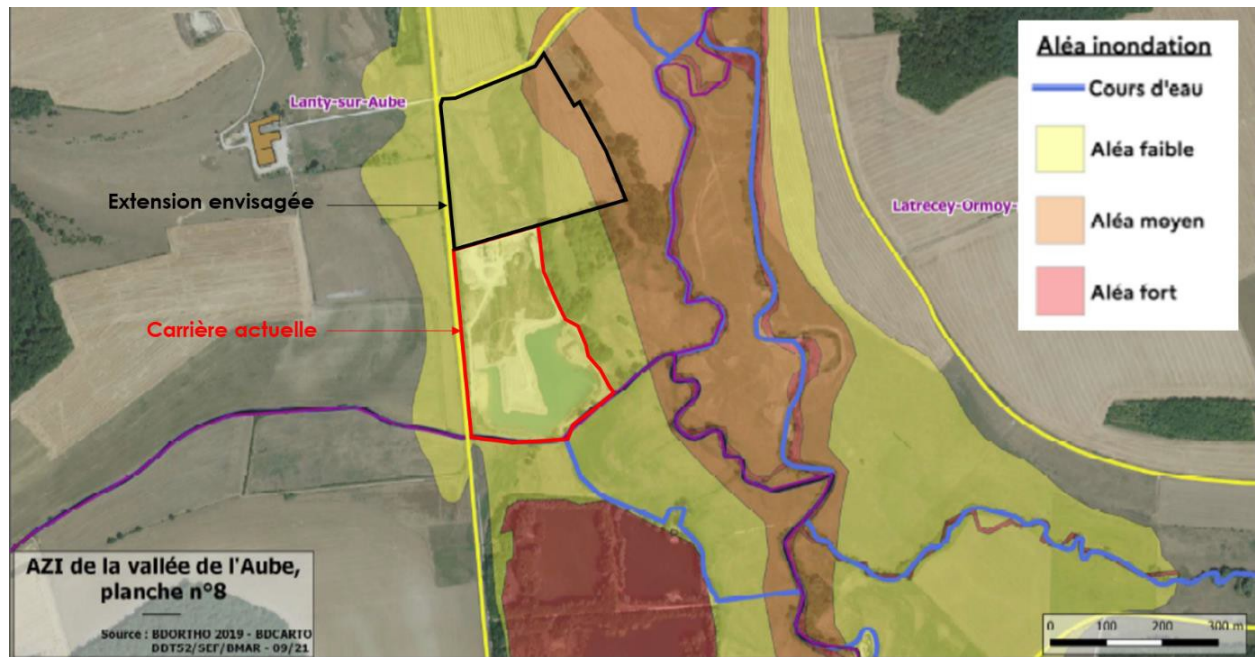 Aléa inondation
Cours d'eau
Aléa faible
Aléa moyen
Aléa fort
Lanty-sur-Aube
Extension envisagée
Latrecey-Ormoy-
Carrière actuelle
AZI de la vallée de l'Aube,
planche n°8
Source : BDORTHO 2019 - BDCARTO
DDT52/SEF/BMAR - 09/21
0 100 200 300 m